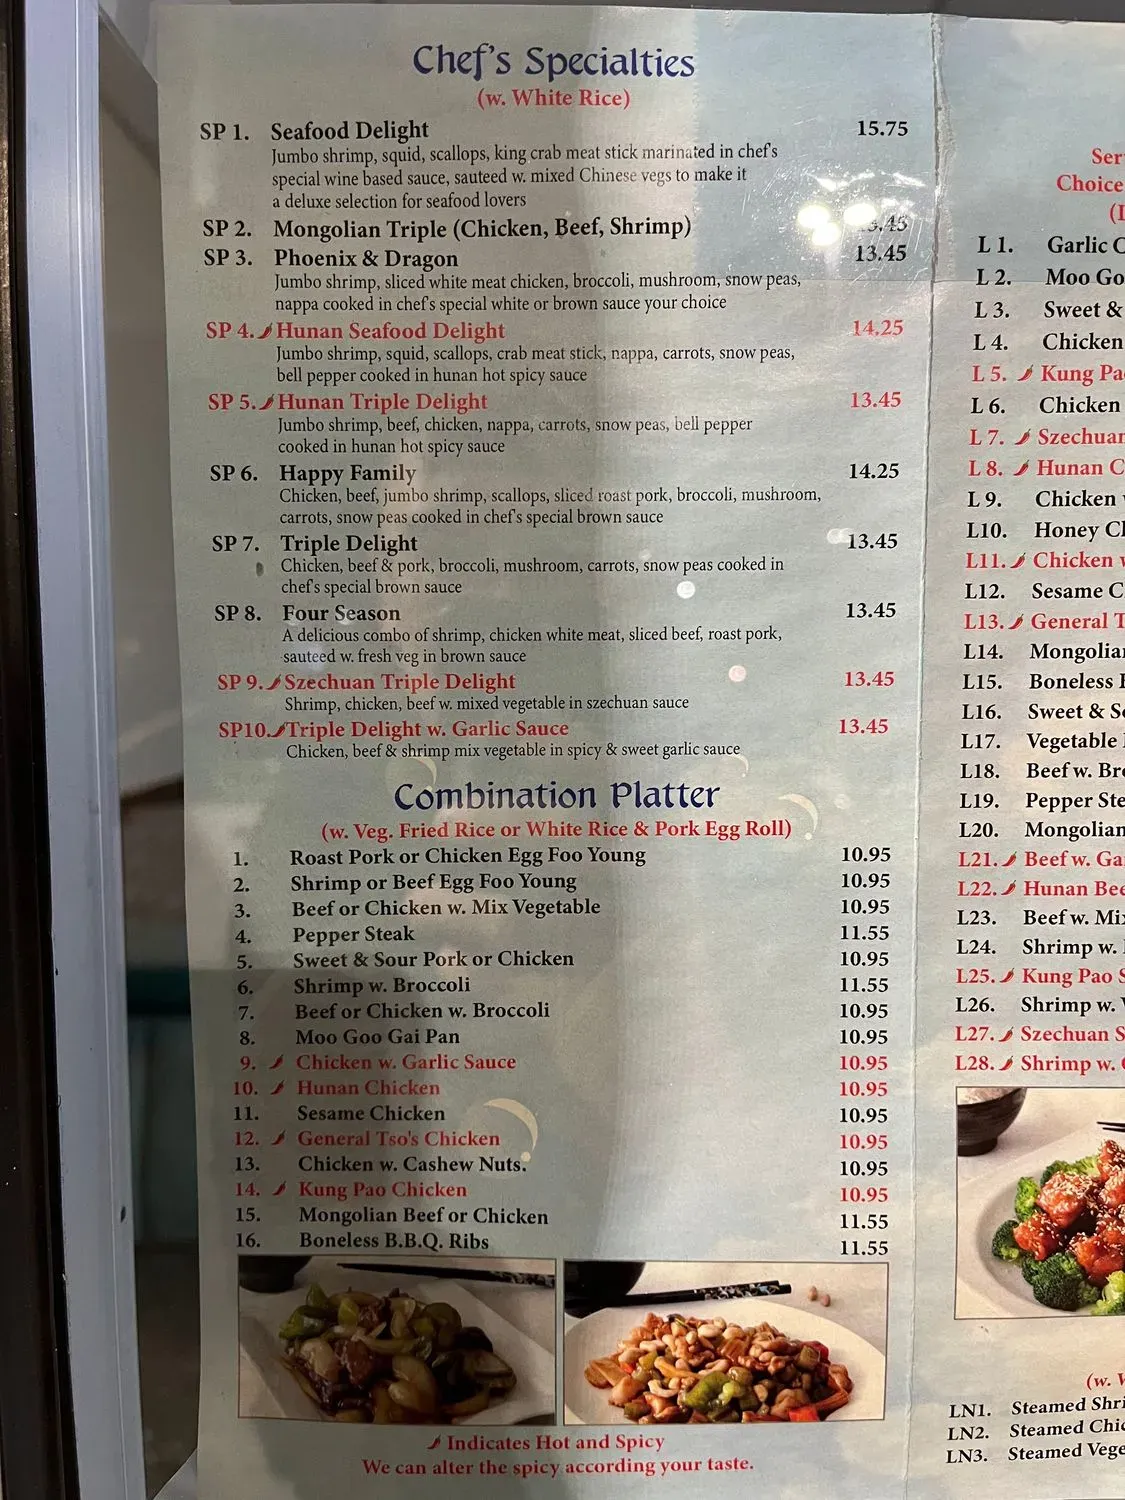 Chef's Specialties
(w. White Rice)
SP 1. Seafood Delight 15.75
Jumbo shrimp, squid, scallops, king crab meat stick marinated in chef's
special wine based sauce, sauteed w. mixed Chinese vegs to make it
a deluxe selection for seafood lovers
SP 2. Mongolian Triple (Chicken, Beef, Shrimp)
SP 3. Phoenix & Dragon 13.45
Jumbo shrimp, sliced white meat chicken, broccoli, mushroom, snow peas,
nappa cooked in chef's special white or brown sauce your choice
SP 4. Hunan Seafood Delight 14.25
Jumbo shrimp, squid, scallops, crab meat stick, nappa, carrots, snow peas,
bell pepper cooked in hunan hot spicy sauce
SP 5. Hunan Triple Delight 13.45
Jumbo shrimp, beef, chicken, nappa, carrots, snow peas, bell pepper
cooked in hunan hot spicy sauce
SP 6. Happy Family 14.25
Chicken, beef, jumbo shrimp, scallops, sliced roast pork, broccoli, mushroom,
carrots, snow peas cooked in chef's special brown sauce
SP 7. Triple Delight 13.45
Chicken, beef & pork, broccoli, mushroom, carrots, snow peas cooked in
chef's special brown sauce
SP 8. Four Season 13.45
A delicious combo of shrimp, chicken white meat, sliced beef, roast pork,
sauteed w. fresh veg in brown sauce
SP 9. Szechuan Triple Delight 13.45
Shrimp, chicken, beef w. mixed vegetable in szechuan sauce
SP10. Triple Delight w. Garlic Sauce 13.45
Chicken, beef & shrimp mix vegetable in spicy & sweet garlic sauce
Combination Platter
(w. Veg. Fried Rice or White Rice & Pork Egg Roll)
1. Roast Pork or Chicken Egg Foo Young 10.95
2. Shrimp or Beef Egg Foo Young 10.95
3. Beef or Chicken w. Mix Vegetable 10.95
4. Pepper Steak 11.55
5. Sweet & Sour Pork or Chicken 10.95
6. Shrimp w. Broccoli 11.55
7. Beef or Chicken w. Broccoli 10.95
8. Moo Goo Gai Pan 10.95
9. Chicken w. Garlic Sauce 10.95
10. Hunan Chicken 10.95
11. Sesame Chicken 10.95
12. General Tso's Chicken 10.95
13. Chicken w. Cashew Nuts. 10.95
14. Kung Pao Chicken 10.95
15. Mongolian Beef or Chicken 11.55
16. Boneless B.B.Q. Ribs 11.55
Indicates Hot and Spicy
We can alter the spicy according your taste.
Ser
Choice
(
L 1. Garlic C
L 2. Moo Go
L 3. Sweet &
L 4. Chicken
L 5. Kung Pa
L 6. Chicken
L 7. Szechuan
L 8. Hunan C
L 9. Chicken
L10. Honey Ch
L11. Chicken
L12. Sesame C
L13. General T
L14. Mongolian
L15. Boneless
L16. Sweet & So
L17. Vegetable
L18. Beef w. Bro
L19. Pepper Ste
L20. Mongolian
L21. Beef w. Ga
L22. Hunan Bee
L23. Beef w. Mix
L24. Shrimp w.
L25. Kung Pao S
L26. Shrimp w.
L27. Szechuan S
L28. Shrimp w.
(w.
LN1. Steamed Shri
LN2. Steamed Chic
LN3. Steamed Vege